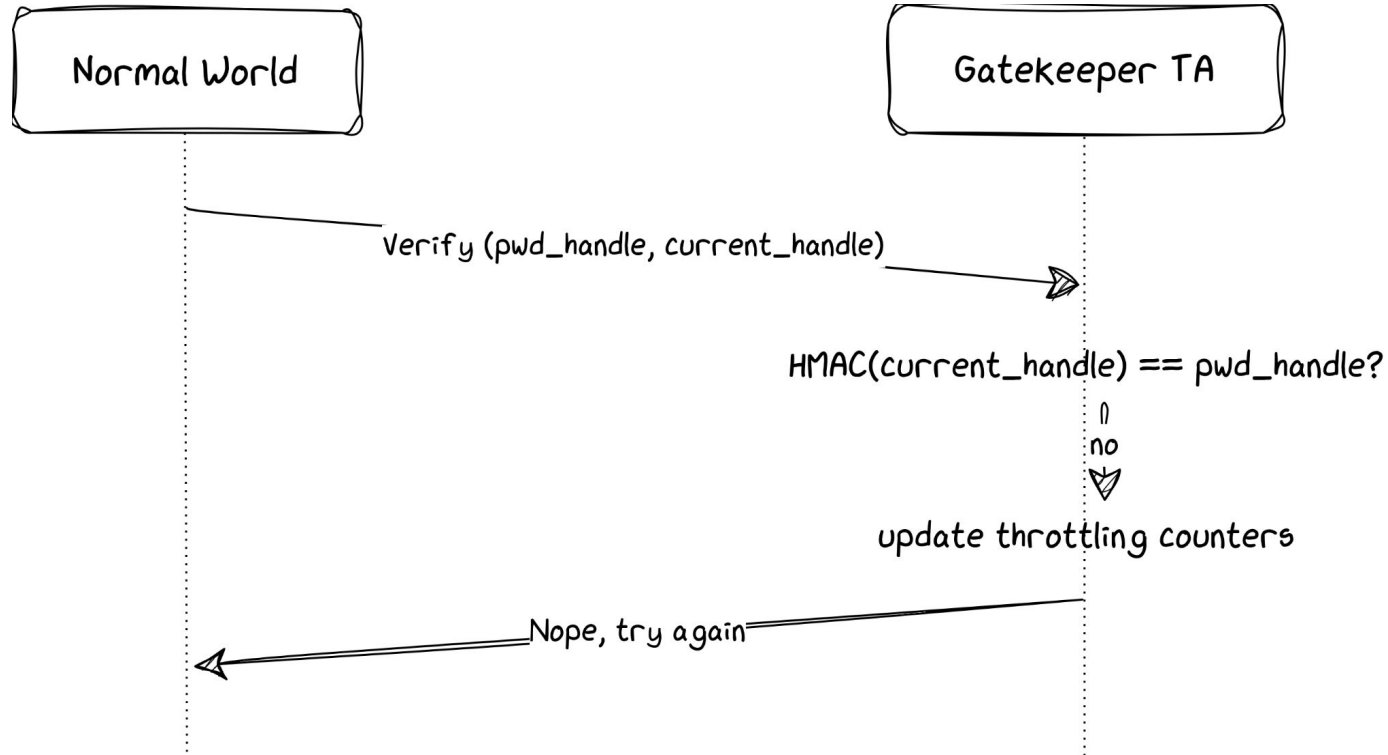 Normal World
Gatekeeper TA
Verify (pwd_handle, current_handle)
HMAC(current_handle) == pwd_handle?
no
update throttling counters
Nope, try again